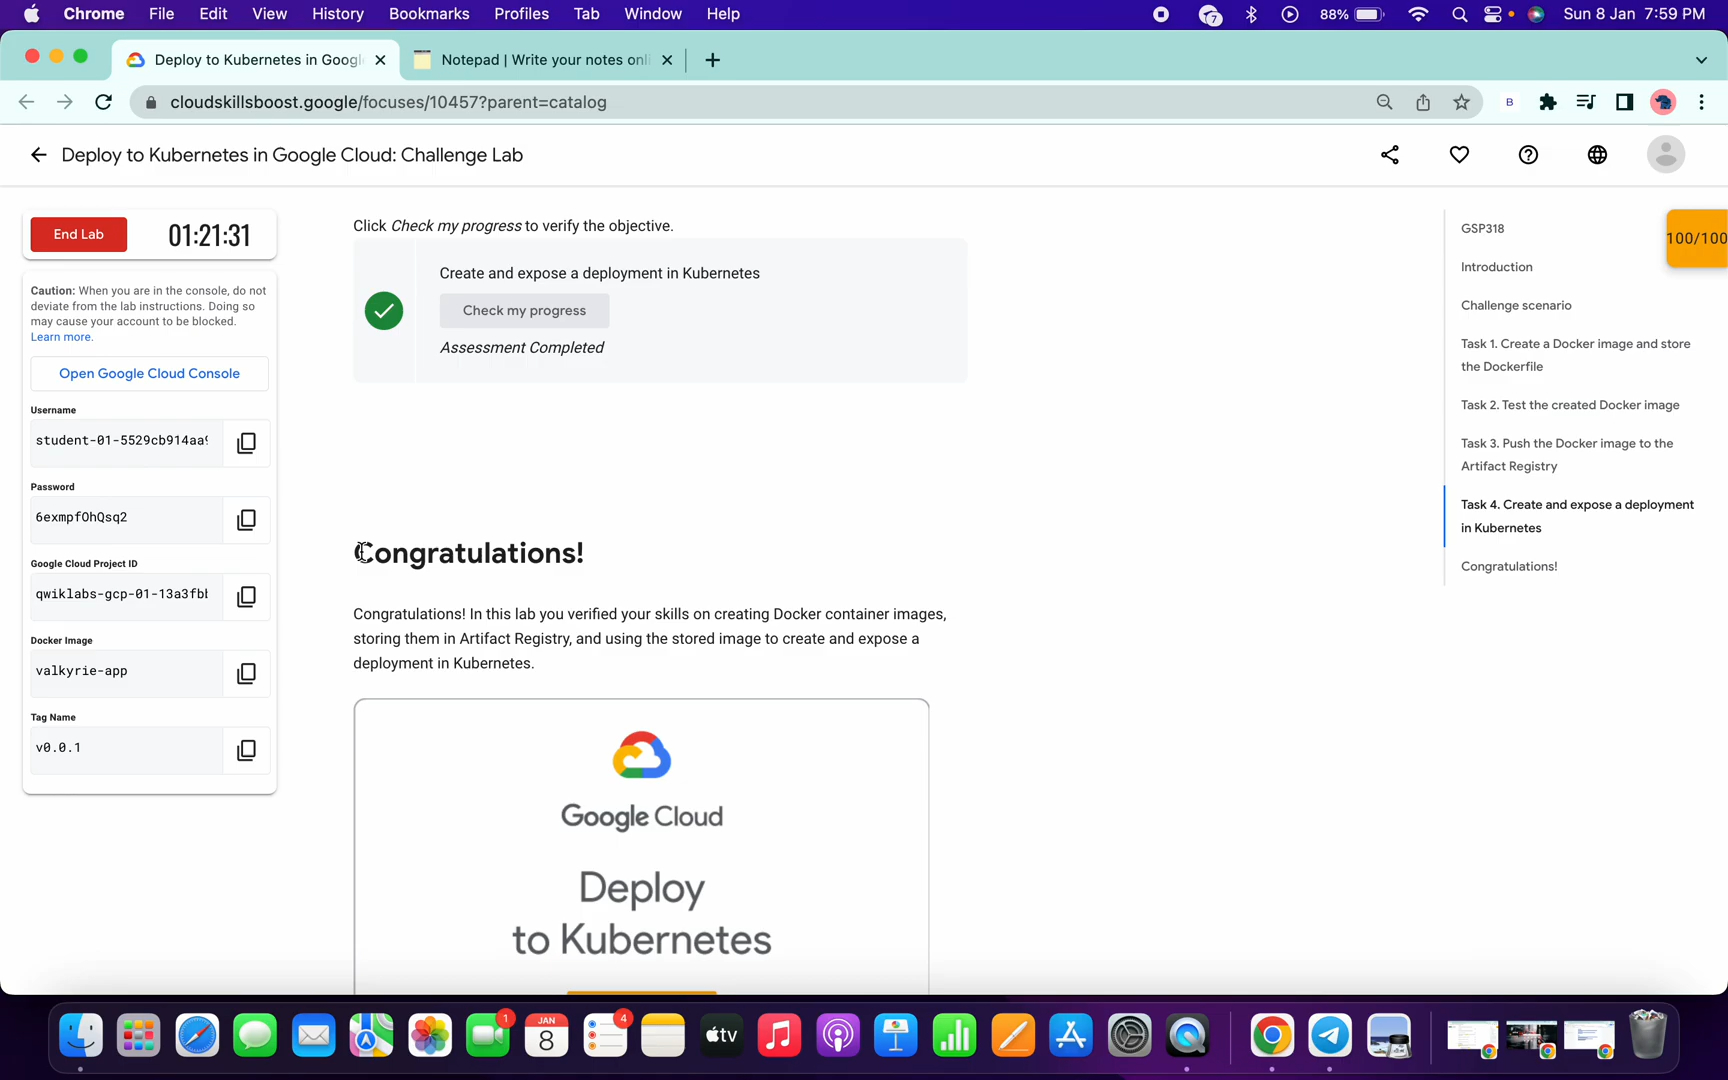 Chrome File Edit View History Bookmarks Profiles Tab Window Help 7 88% Sun 8 Jan 7:59 PM
Deploy to Kubernetes in Googl Notepad | Write your notes onl
cloudskillsboost.google/focuses/10457?parent=catalog B
Deploy to Kubernetes in Google Cloud: Challenge Lab
End Lab 01:21:31
Caution: When you are in the console, do not
deviate from the lab instructions. Doing so
may cause your account to be blocked.
Learn more.
Open Google Cloud Console
Username
student-01-5529cb914aa9
Password
6exmpfOhQsq2
Google Cloud Project ID
qwiklabs-gcp-01-13a3fbb
Docker Image
valkyrie-app
Tag Name
v0.0.1
Click Check my progress to verify the objective.
Create and expose a deployment in Kubernetes
Check my progress
Assessment Completed
Congratulations!
Congratulations! In this lab you verified your skills on creating Docker container images,
storing them in Artifact Registry, and using the stored image to create and expose a
deployment in Kubernetes.
Google Cloud
Deploy
to Kubernetes
GSP318
100/100
Introduction
Challenge scenario
Task 1. Create a Docker image and store
the Dockerfile
Task 2. Test the created Docker image
Task 3. Push the Docker image to the
Artifact Registry
Task 4. Create and expose a deployment
in Kubernetes
Congratulations!
1 JAN 8 4 tv